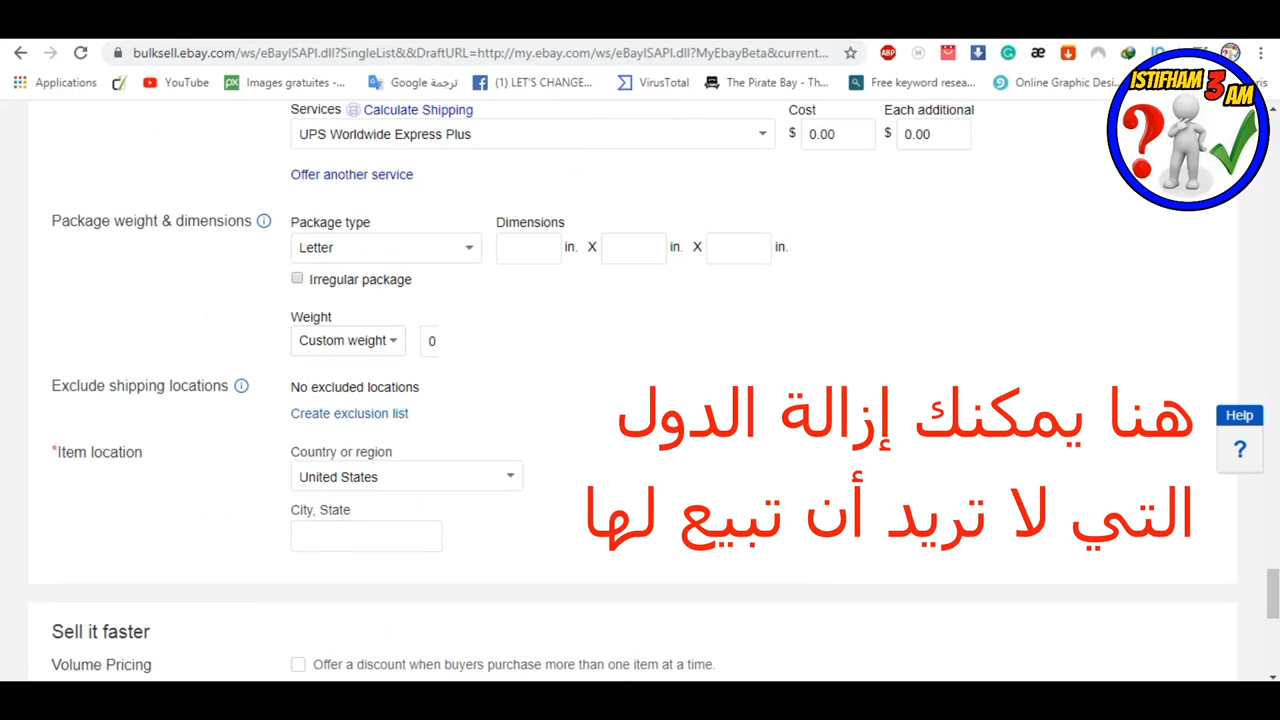 bulksell.ebay.com/ws/eBayISAPI.dll?SingleList&&DraftURL=http://my.ebay.com/ws/eBayISAPI.dll?MyEbayBeta&current...
Applications
YouTube
Images gratuites -...
Google ترجمة
(1) LET'S CHANGE...
VirusTotal
The Pirate Bay - Th...
Free keyword resea...
Online Graphic Desi...
ISTIFHAM 3 AM
Services Calculate Shipping
Cost
Each additional
UPS Worldwide Express Plus
$ 0.00
$ 0.00
Offer another service
Package weight & dimensions
Package type
Dimensions
Letter
in. X in. X in.
Irregular package
Weight
Custom weight
0
Exclude shipping locations
No excluded locations
Create exclusion list
هنا يمكنك إزالة الدول
التي لا تريد أن تبيع لها
Help
?
*Item location
Country or region
United States
City, State
Sell it faster
Volume Pricing
Offer a discount when buyers purchase more than one item at a time.